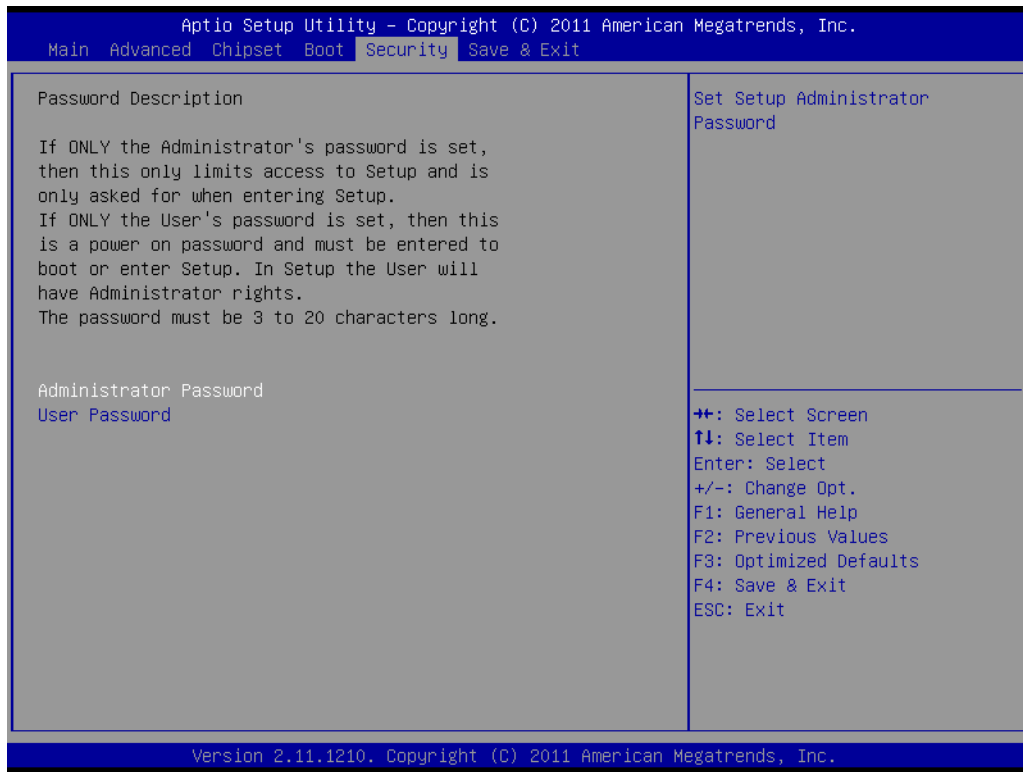 Aptio Setup Utility – Copyright (C) 2011 American Megatrends, Inc.
Main Advanced Chipset Boot Security Save & Exit
Password Description
If ONLY the Administrator's password is set,
then this only limits access to Setup and is
only asked for when entering Setup.
If ONLY the User's password is set, then this
is a power on password and must be entered to
boot or enter Setup. In Setup the User will
have Administrator rights.
The password must be 3 to 20 characters long.
Administrator Password
User Password
Set Setup Administrator
Password
→←: Select Screen
↑↓: Select Item
Enter: Select
+/-: Change Opt.
F1: General Help
F2: Previous Values
F3: Optimized Defaults
F4: Save & Exit
ESC: Exit
Version 2.11.1210. Copyright (C) 2011 American Megatrends, Inc.